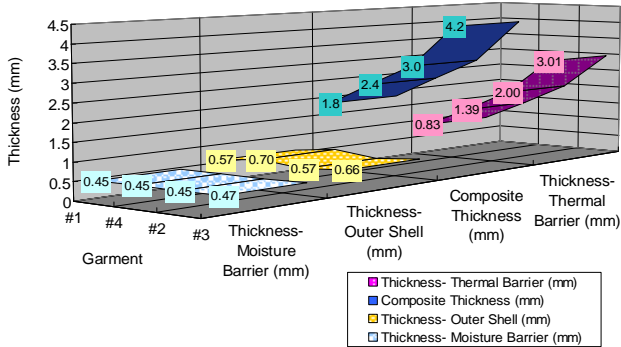 4.5
4
3.5
3
2.5
2
1.5
1
0.5
0
Thickness (mm)
4.2
3.0
2.4
1.8
3.01
2.00
1.39
0.83
0.57
0.70
0.57
0.66
0.45
0.45
0.45
0.47
#1
#4
#2
#3
Garment
Thickness-
Moisture
Barrier (mm)
Thickness-
Outer Shell
(mm)
Composite
Thickness
(mm)
Thickness-
Thermal
Barrier (mm)
Thickness- Thermal Barrier (mm)
Composite Thickness (mm)
Thickness- Outer Shell (mm)
Thickness- Moisture Barrier (mm)